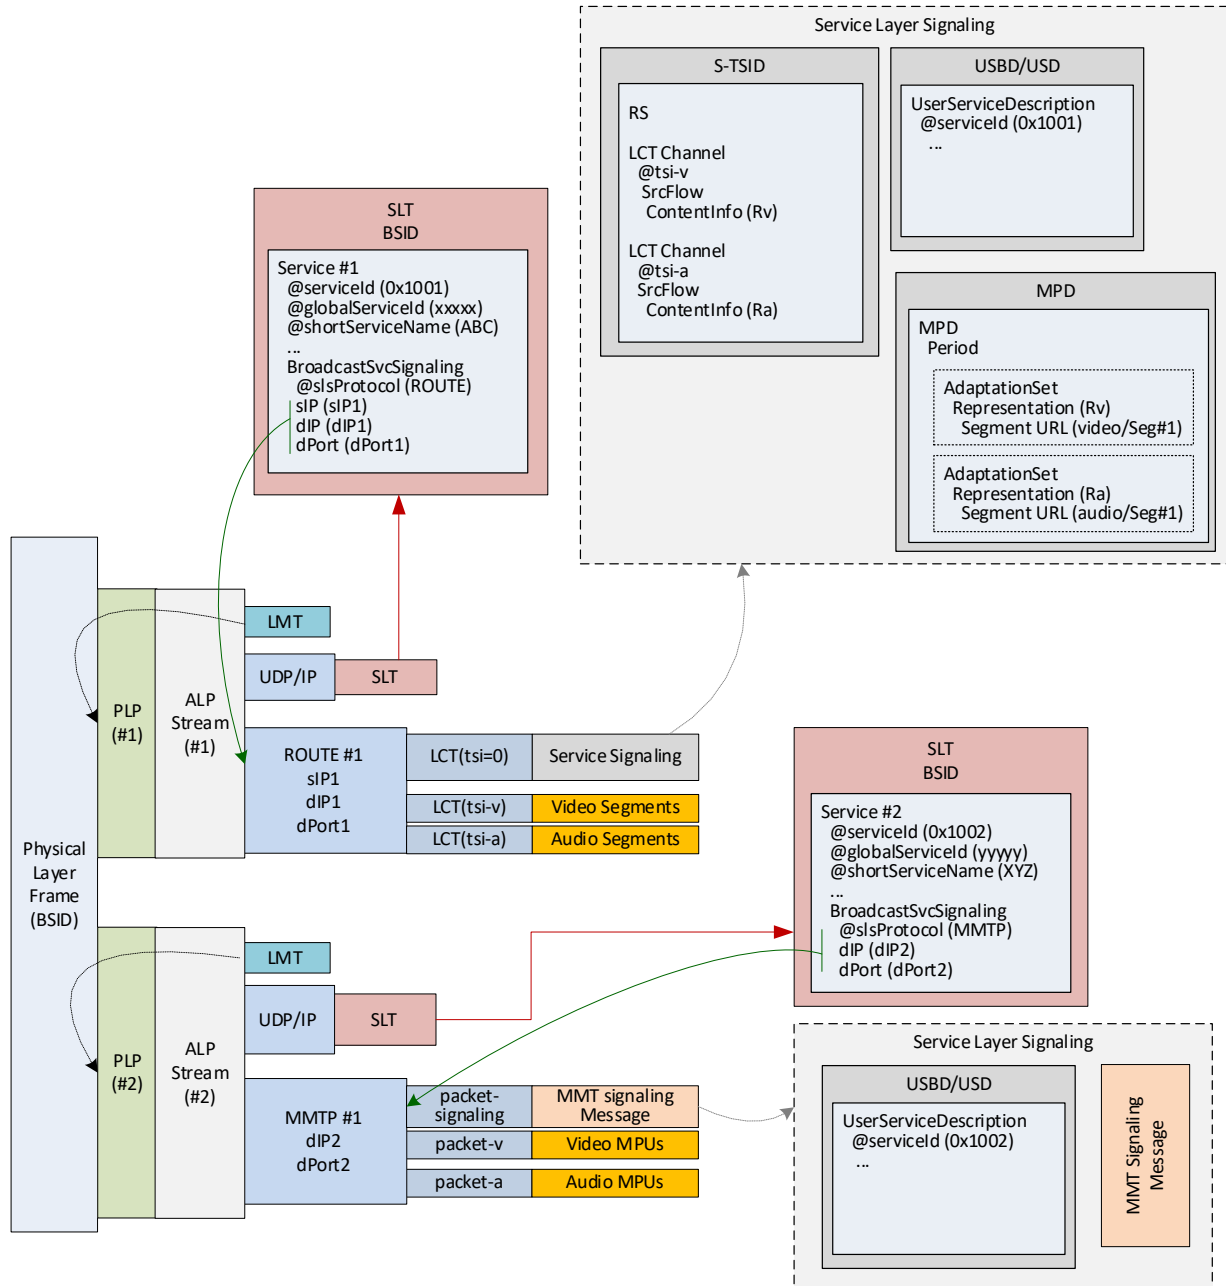 Service Layer Signaling
S-TSID
RS
LCT Channel
@tsi-v
SrcFlow
ContentInfo (Rv)
LCT Channel
@tsi-a
SrcFlow
ContentInfo (Ra)
USBD/USD
UserServiceDescription
@serviceId (0x1001)
...
MPD
MPD
Period
AdaptationSet
Representation (Rv)
Segment URL (video/Seg#1)
AdaptationSet
Representation (Ra)
Segment URL (audio/Seg#1)
SLT
BSID
Service #1
@serviceId (0x1001)
@globalServiceId (xxxxx)
@shortServiceName (ABC)
...
BroadcastSvcSignaling
@slsProtocol (ROUTE)
sIP (sIP1)
dIP (dIP1)
dPort (dPort1)
Physical
Layer
Frame
(BSID)
PLP
(#1)
ALP
Stream
(#1)
LMT
UDP/IP
SLT
ROUTE #1
sIP1
dIP1
dPort1
LCT(tsi=0)
Service Signaling
LCT(tsi-v)
Video Segments
LCT(tsi-a)
Audio Segments
SLT
BSID
Service #2
@serviceId (0x1002)
@globalServiceId (yyyyy)
@shortServiceName (XYZ)
...
BroadcastSvcSignaling
@slsProtocol (MMTP)
dIP (dIP2)
dPort (dPort2)
PLP
(#2)
ALP
Stream
(#2)
LMT
UDP/IP
SLT
MMTP #1
dIP2
dPort2
packet-
signaling
MMT signaling
Message
packet-v
Video MPUs
packet-a
Audio MPUs
Service Layer Signaling
USBD/USD
UserServiceDescription
@serviceId (0x1002)
...
MMT Signaling
Message